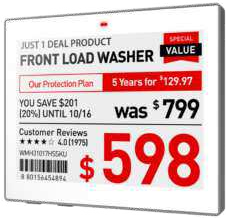 JUST 1 DEAL PRODUCT
FRONT LOAD WASHER
SPECIAL
VALUE
Our Protection Plan 5 Years for $129.97
YOU SAVE $201
(20%) UNTIL 10/16
was $799
Customer Reviews
★★★★☆ 4.0 (1975)
WMH31017HSSKU
8 80156454894
$598